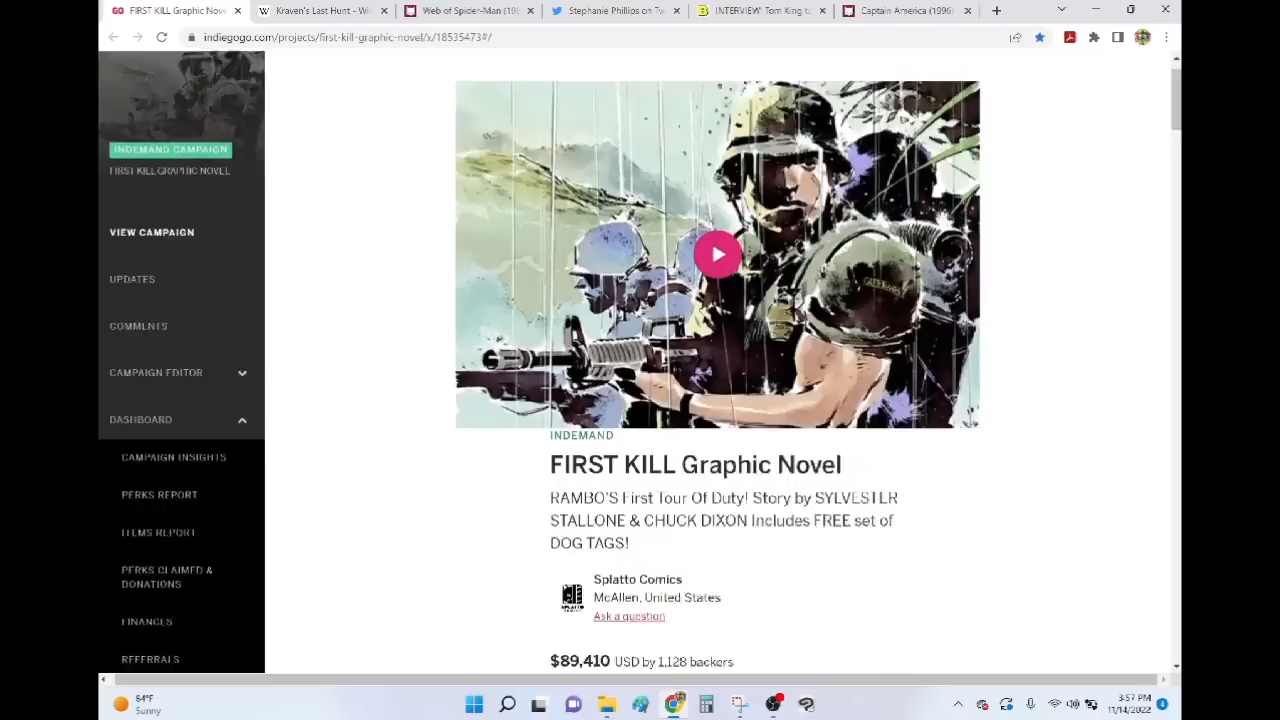 FIRST KILL Graphic Nove
Kraven's Last Hunt - Wiki
Web of Spider-Man (19
Stephanie Phillips on Tw
INTERVIEW: Tom King ta
Captain America (1996)
indiegogo.com/projects/first-kill-graphic-novel/x/18535473#/
INDEMAND CAMPAIGN
FIRST KILL GRAPHIC NOVEL
VIEW CAMPAIGN
UPDATES
COMMENTS
CAMPAIGN EDITOR
DASHBOARD
CAMPAIGN INSIGHTS
PERKS REPORT
ITEMS REPORT
PERKS CLAIMED &
DONATIONS
FINANCES
REFERRALS
INDEMAND
FIRST KILL Graphic Novel
RAMBO'S First Tour Of Duty! Story by SYLVESTER
STALLONE & CHUCK DIXON Includes FREE set of
DOG TAGS!
SPLATTO
Splatto Comics
McAllen, United States
Ask a question
$89,410 USD by 1,128 backers
64°F
Sunny
3:57 PM
11/14/2022